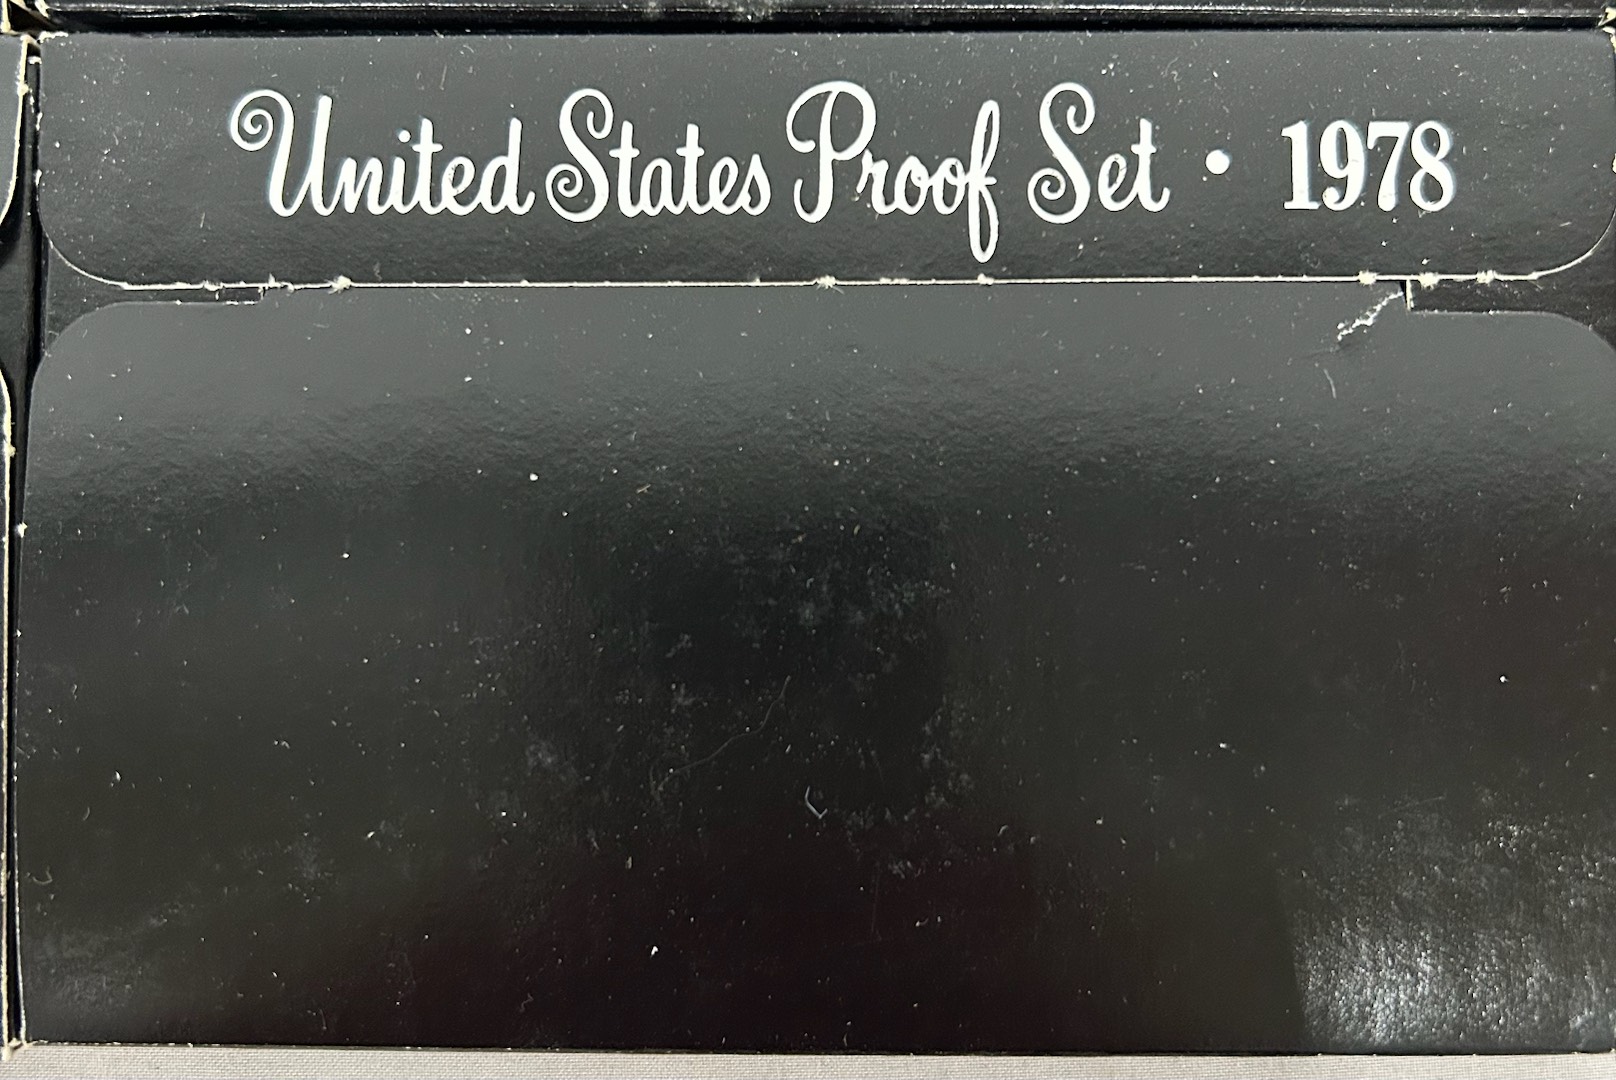 United States Proof Set • 1978